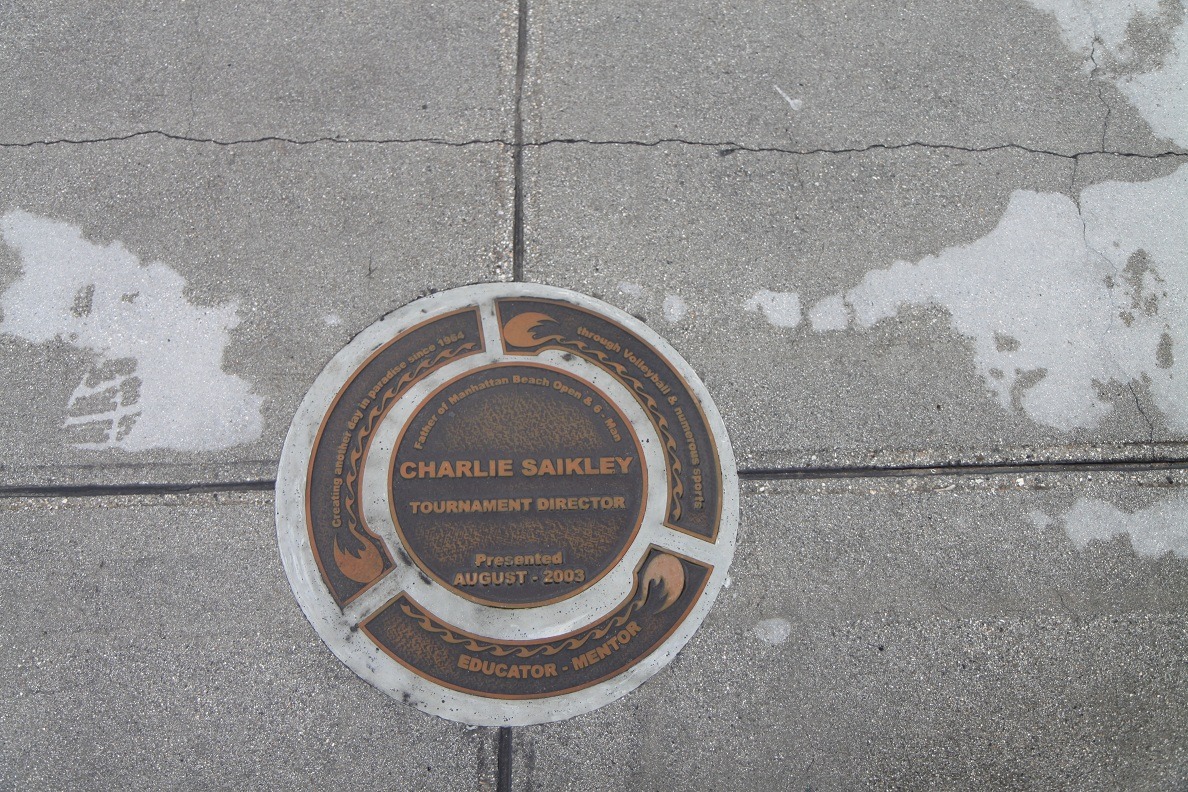 Creating another day in paradise since 1964
through Volleyball & numerous sports
Father of Manhattan Beach Open & 6 - Man
CHARLIE SAIKLEY
TOURNAMENT DIRECTOR
Presented
AUGUST - 2003
EDUCATOR - MENTOR